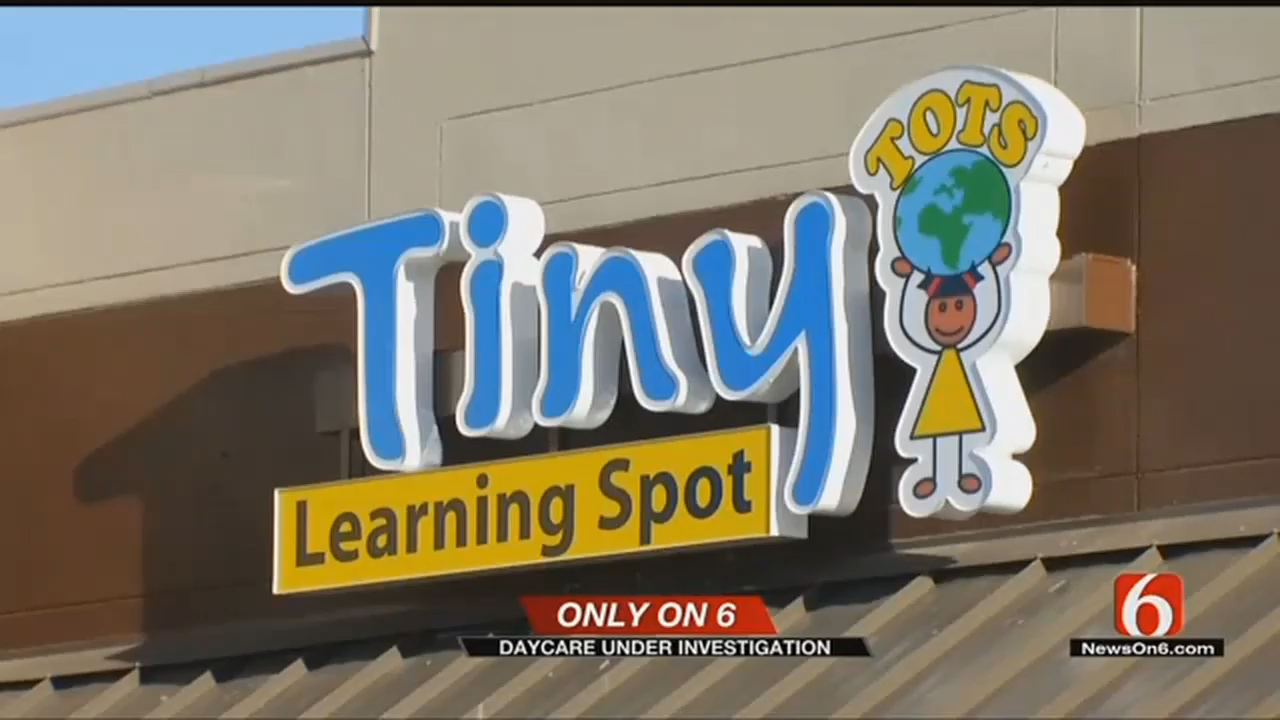 TOTS
Tiny
Learning Spot
ONLY ON 6
DAYCARE UNDER INVESTIGATION
6
NewsOn6.com